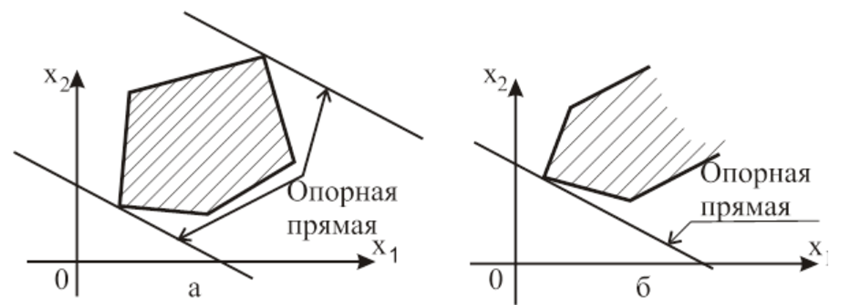 x₂
Опорная
прямая
x₁
0
а
x₂
Опорная
прямая
x₁
0
б